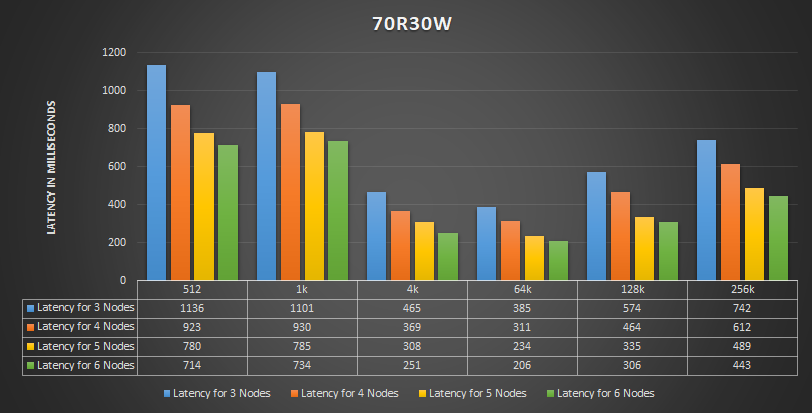 70R30W
LATENCY IN MILLISECONDS
1200
1000
800
600
400
200
0
512 1k 4k 64k 128k 256k
Latency for 3 Nodes 1136 1101 465 385 574 742
Latency for 4 Nodes 923 930 369 311 464 612
Latency for 5 Nodes 780 785 308 234 335 489
Latency for 6 Nodes 714 734 251 206 306 443
Latency for 3 Nodes Latency for 4 Nodes Latency for 5 Nodes Latency for 6 Nodes